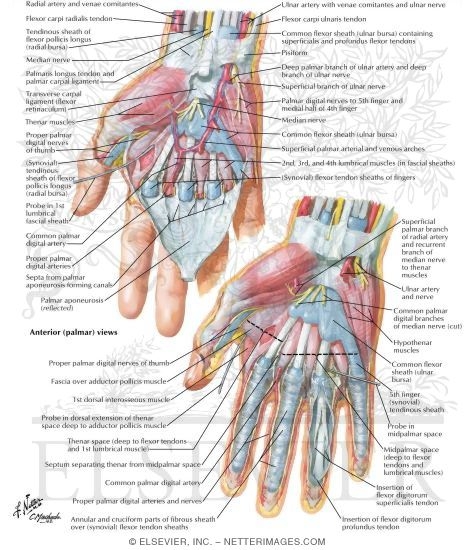 Radial artery and venae comitantes
Flexor carpi radialis tendon
Tendinous sheath of
flexor pollicis longus
(radial bursa)
Median nerve
Palmaris longus tendon and
palmar carpal ligament
Transverse carpal
ligament (flexor
retinaculum)
Thenar muscles
Proper palmar
digital nerves
of thumb
(Synovial)
tendinous
sheath of
flexor pollicis
longus (radial
bursa)
Probe in 1st
lumbrical
fascial sheath
Common palmar
digital artery
Proper palmar
digital arteries
Septa from palmar
aponeurosis forming canals
Palmar aponeurosis
(reflected)
Ulnar artery with venae comitantes and ulnar nerve
Flexor carpi ulnaris tendon
Common flexor sheath (ulnar bursa) containing
superficialis and profundus flexor tendons
Pisiform
Deep palmar branch of ulnar artery and deep
branch of ulnar nerve
Superficial branch of ulnar nerve
Palmar digital nerves to 5th finger and
medial half of 4th finger
Median nerve
Common flexor sheath (ulnar bursa)
Superficial palmar arterial and venous arches
2nd, 3rd, and 4th lumbrical muscles (in fascial sheaths)
(Synovial) flexor tendon sheaths of fingers
Anterior (palmar) views
Proper palmar digital nerves of thumb
Fascia over adductor pollicis muscle
1st dorsal interosseous muscle
Probe in dorsal extension of thenar
space deep to adductor pollicis muscle
Thenar space (deep to flexor tendons
and 1st lumbrical muscle)
Septum separating thenar from midpalmar space
Common palmar digital artery
Proper palmar digital arteries and nerves
Annular and cruciform parts of fibrous sheath
over (synovial) flexor tendon sheaths
Superficial
palmar branch
of radial artery
and recurrent
branch of
median nerve
to thenar
muscles
Ulnar artery
and nerve
Common palmar
digital branches
of median nerve (cut)
Hypothenar
muscles
Common flexor
sheath (ulnar
bursa)
5th finger
(synovial)
tendinous sheath
Probe in
midpalmar space
Midpalmar space
(deep to flexor
tendons and
lumbrical muscles)
Insertion of
flexor digitorum
superficialis tendon
Insertion of flexor digitorum
profundus tendon
© ELSEVIER, INC. – NETTERIMAGES.COM